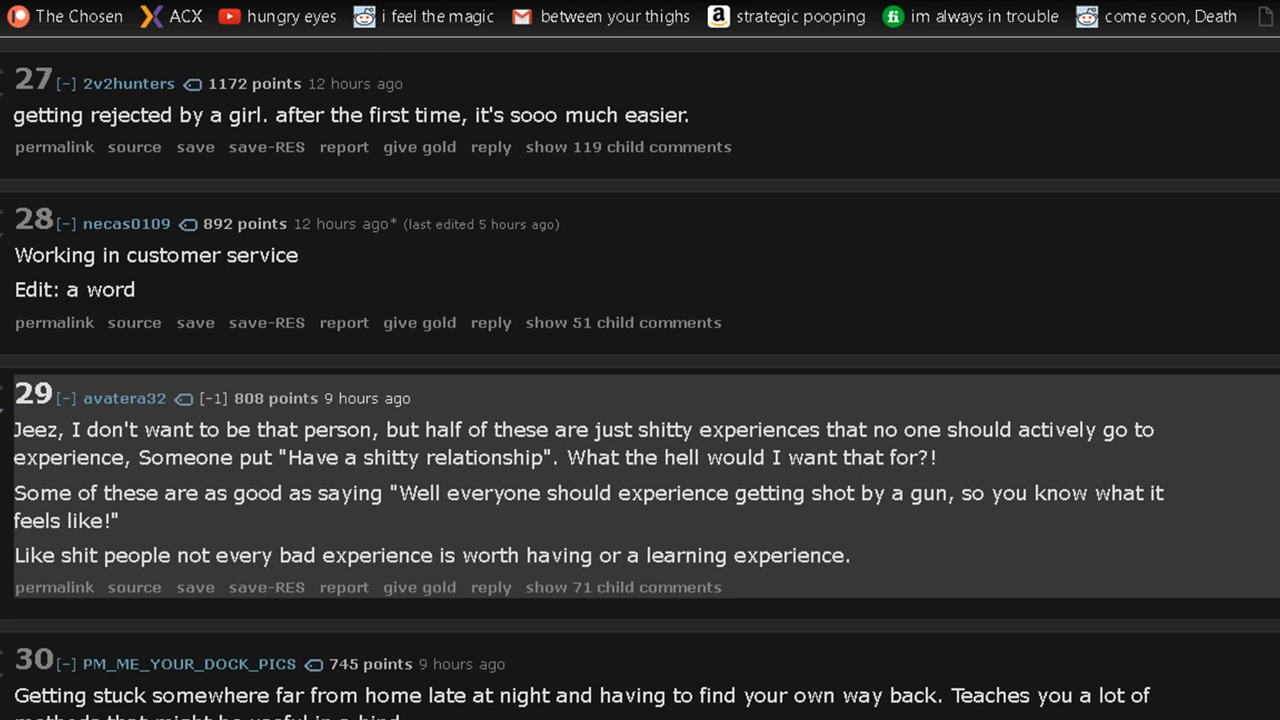 The Chosen ACX hungry eyes i feel the magic between your thighs strategic pooping im always in trouble come soon, Death
27 [-] 2v2hunters 1172 points 12 hours ago
getting rejected by a girl. after the first time, it's sooo much easier.
permalink source save save-RES report give gold reply show 119 child comments
28 [-] necas0109 892 points 12 hours ago* (last edited 5 hours ago)
Working in customer service
Edit: a word
permalink source save save-RES report give gold reply show 51 child comments
29 [-] avatera32 [-1] 808 points 9 hours ago
Jeez, I don't want to be that person, but half of these are just shitty experiences that no one should actively go to
experience, Someone put "Have a shitty relationship". What the hell would I want that for?!
Some of these are as good as saying "Well everyone should experience getting shot by a gun, so you know what it
feels like!"
Like shit people not every bad experience is worth having or a learning experience.
permalink source save save-RES report give gold reply show 71 child comments
30 [-] PM_ME_YOUR_DOCK_PICS 745 points 9 hours ago
Getting stuck somewhere far from home late at night and having to find your own way back. Teaches you a lot of
methods that might be useful in a bind